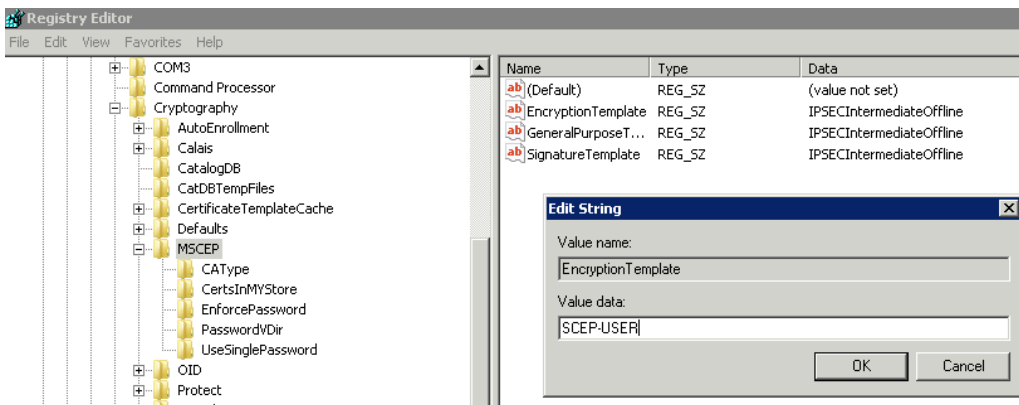 Registry Editor
File Edit View Favorites Help
COM3
Command Processor
Cryptography
AutoEnrollment
Calais
CatalogDB
CatDBTempFiles
CertificateTemplateCache
Defaults
MSCEP
CAType
CertsInMYStore
EnforcePassword
PasswordVDir
UseSinglePassword
OID
Protect
Name Type Data
(Default) REG_SZ (value not set)
EncryptionTemplate REG_SZ IPSECIntermediateOffline
GeneralPurposeT... REG_SZ IPSECIntermediateOffline
SignatureTemplate REG_SZ IPSECIntermediateOffline
Edit String
Value name:
EncryptionTemplate
Value data:
SCEP-USER
OK Cancel